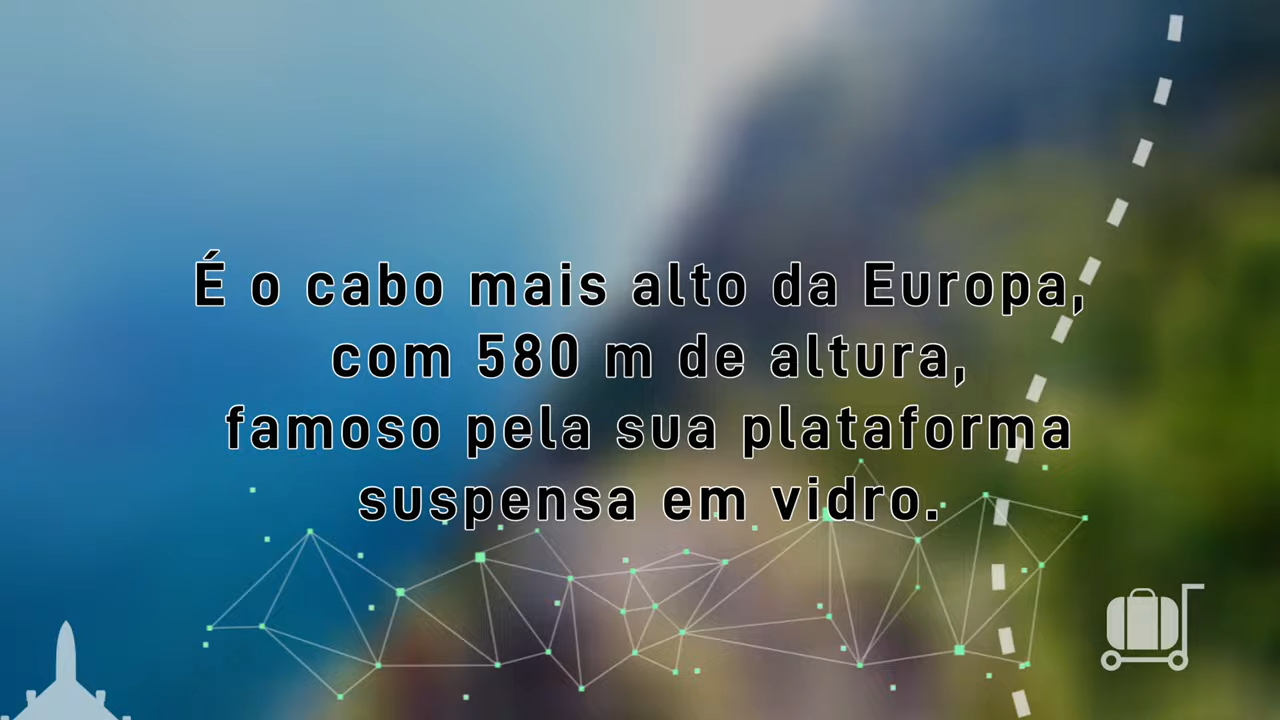 É o cabo mais alto da Europa,
com 580 m de altura,
famoso pela sua plataforma
suspensa em vidro.